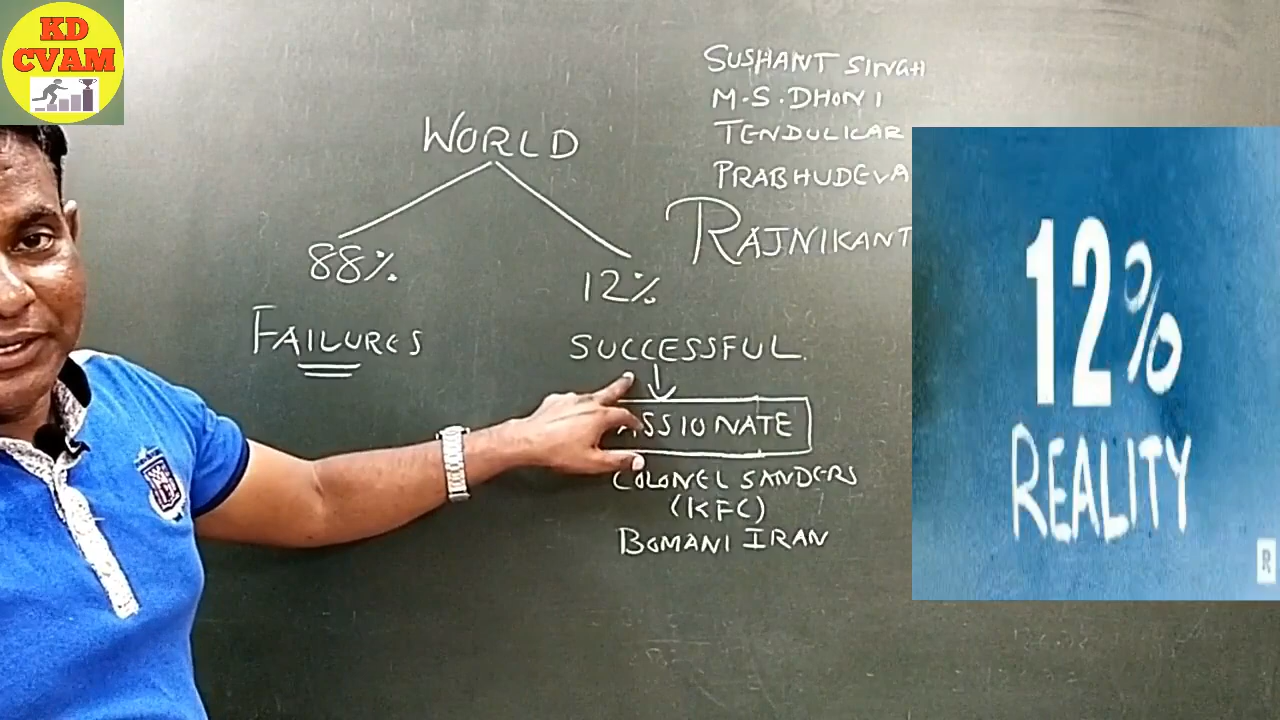 KD
CVAM
WORLD
88%
FAILURES
12%
SUCCESSFUL
ASSIONATE
COLONEL SANDERS
(KFC)
BOMANI IRAN
SUSHANT SINGH
M.S.DHONI
TENDULKAR
PRABHUDEVA
RAJNIKANT
12%
REALITY
R